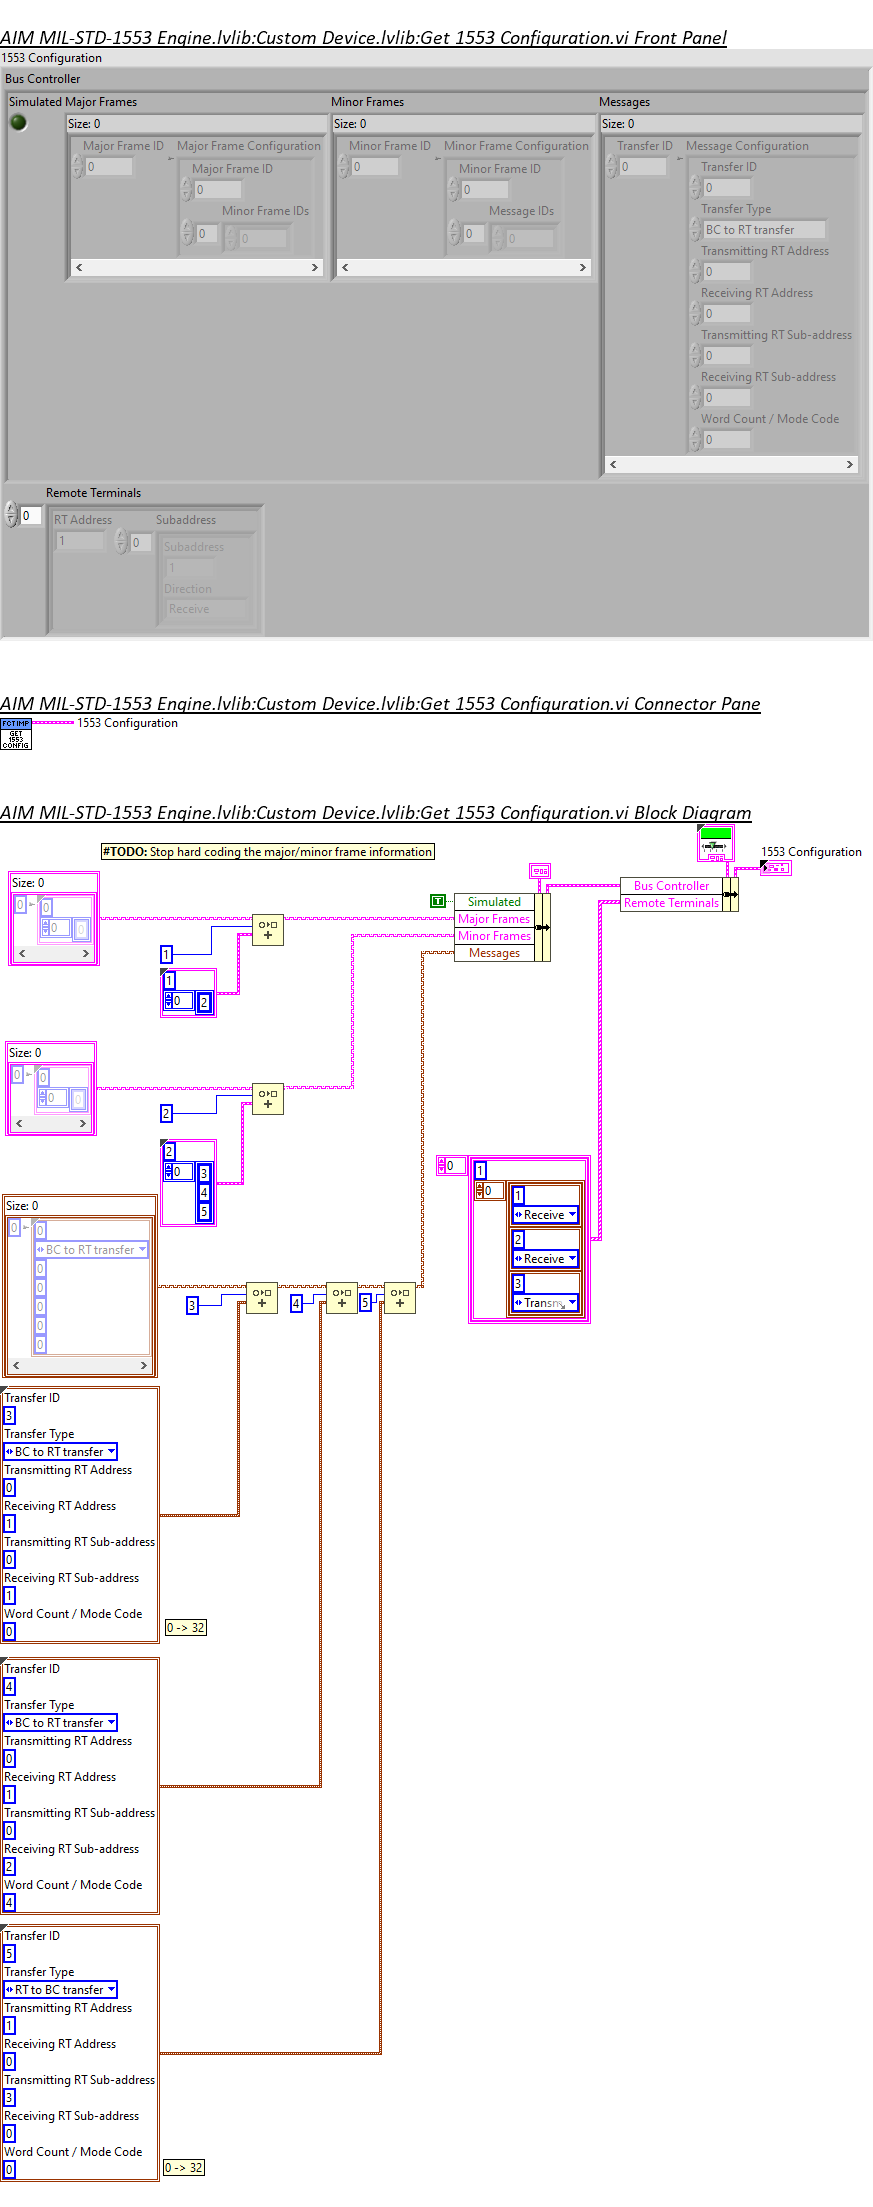 AIM MIL-STD-1553 Engine.lvlib:Custom Device.lvlib:Get 1553 Configuration.vi Front Panel
1553 Configuration
Bus Controller
Simulated Major Frames Minor Frames Messages
Size: 0 Size: 0 Size: 0
Major Frame ID Major Frame Configuration Minor Frame ID Minor Frame Configuration Transfer ID Message Configuration
0 Major Frame ID 0 Minor Frame ID 0 Transfer ID
0 0 0
Minor Frame IDs Message IDs Transfer Type
0 0 0 0 BC to RT transfer
Transmitting RT Address
0
Receiving RT Address
0
Transmitting RT Sub-address
0
Receiving RT Sub-address
0
Word Count / Mode Code
0
Remote Terminals
0 RT Address Subaddress
1 0 Subaddress
1
Direction
Receive
AIM MIL-STD-1553 Engine.lvlib:Custom Device.lvlib:Get 1553 Configuration.vi Connector Pane
FCT IMP
GET
1553
CONFIG
1553 Configuration
AIM MIL-STD-1553 Engine.lvlib:Custom Device.lvlib:Get 1553 Configuration.vi Block Diagram
#TODO: Stop hard coding the major/minor frame information
1553 Configuration
Size: 0
0 0
0 0
1
1
0 2
T Simulated
Major Frames
Minor Frames
Messages
Bus Controller
Remote Terminals
Size: 0
0 0
0 0
2
2
0 3
4
5
0 1
0 1
Receive
2
Receive
3
Size: 0
0 0
BC to RT transfer
0
0
0
0
0
3 4 5
Transfer ID
3
Transfer Type
BC to RT transfer
Transmitting RT Address
0
Receiving RT Address
1
Transmitting RT Sub-address
0
Receiving RT Sub-address
1
Word Count / Mode Code
0
0 -> 32
Transfer ID
4
Transfer Type
BC to RT transfer
Transmitting RT Address
0
Receiving RT Address
1
Transmitting RT Sub-address
0
Receiving RT Sub-address
2
Word Count / Mode Code
4
Transfer ID
5
Transfer Type
RT to BC transfer
Transmitting RT Address
1
Receiving RT Address
0
Transmitting RT Sub-address
3
Receiving RT Sub-address
0
Word Count / Mode Code
0
0 -> 32